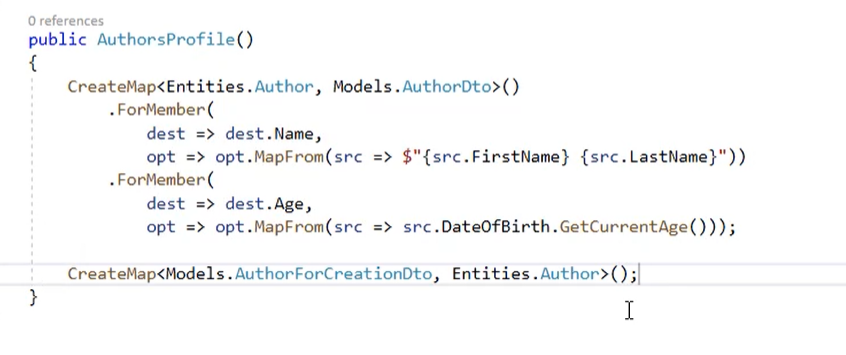 0 references
public AuthorsProfile()
{
    CreateMap<Entities.Author, Models.AuthorDto>()
        .ForMember(
            dest => dest.Name,
            opt => opt.MapFrom(src => $"{src.FirstName} {src.LastName}"))
        .ForMember(
            dest => dest.Age,
            opt => opt.MapFrom(src => src.DateOfBirth.GetCurrentAge()));
    CreateMap<Models.AuthorForCreationDto, Entities.Author>();
}